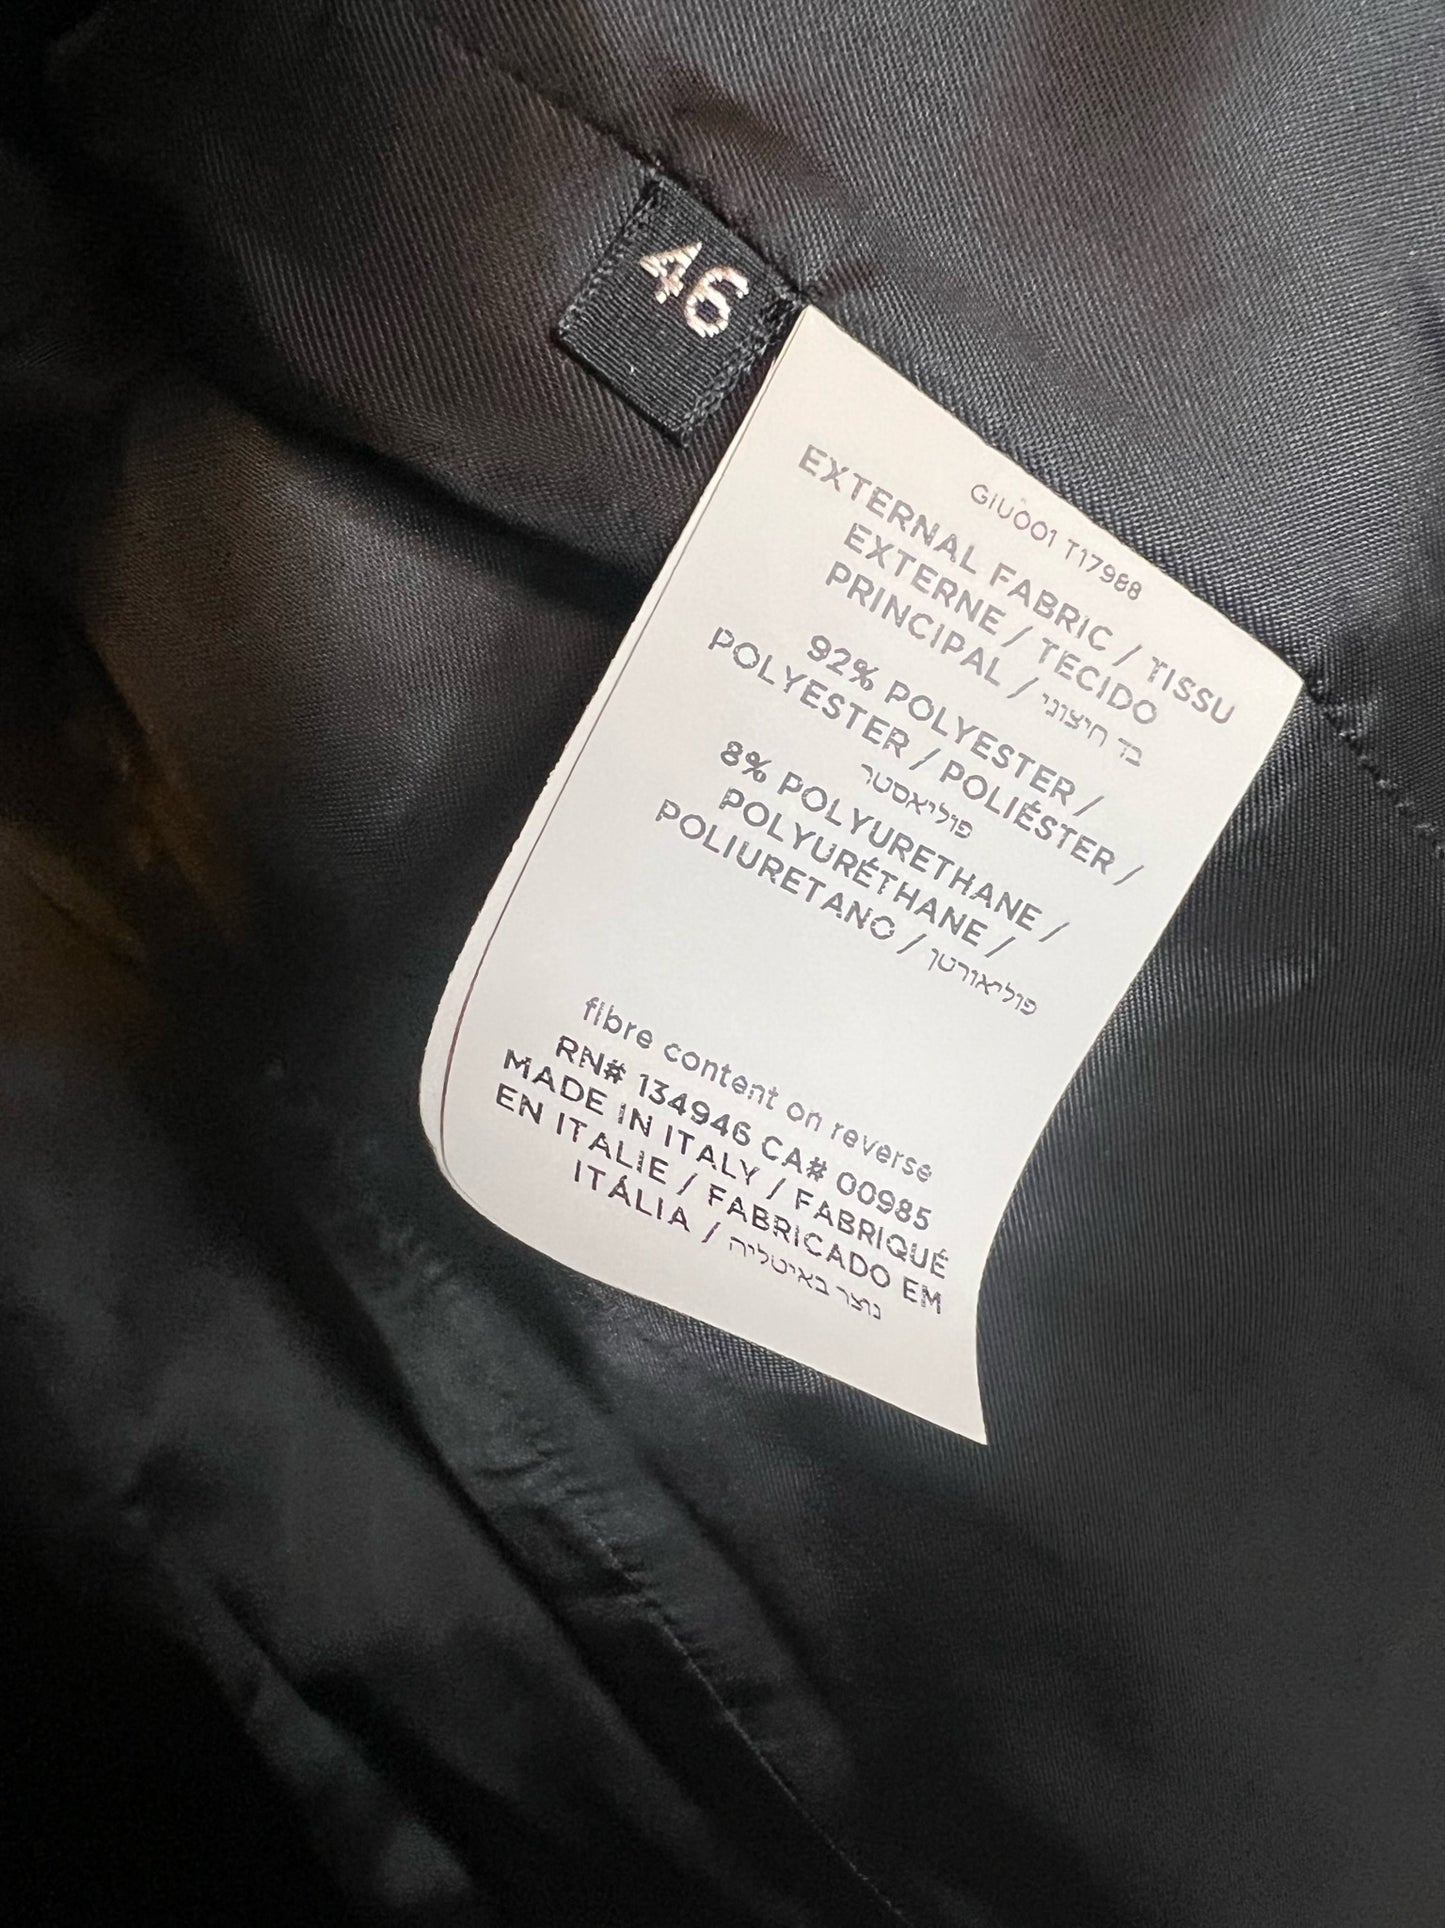 46
GIU001 T17988
EXTERNAL FABRIC / TISSU
EXTERNE / TECIDO
PRINCIPAL / בד חיצוני
92% POLYESTER /
POLYESTER / POLIÉSTER /
פוליאסטר
8% POLYURETHANE /
POLYURÉTHANE /
POLIURETANO / פוליאורטן
fibre content on reverse
RN# 134946 CA# 00985
MADE IN ITALY / FABRIQUÉ
EN ITALIE / FABRICADO EM
ITÁLIA / נוצר באיטליה